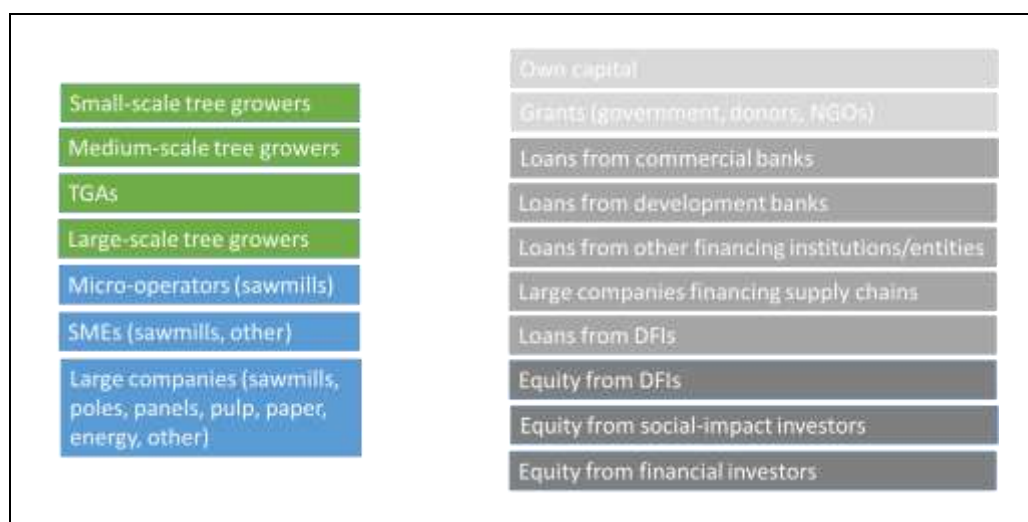 Small-scale tree growers
Medium-scale tree growers
TGAs
Large-scale tree growers
Micro-operators (sawmills)
SMEs (sawmills, other)
Large companies (sawmills,
poles, panels, pulp, paper,
energy, other)
Own capital
Grants (government, donors, NGOs)
Loans from commercial banks
Loans from development banks
Loans from other financing institutions/entities
Large companies financing supply chains
Loans from DFIs
Equity from DFIs
Equity from social-impact investors
Equity from financial investors